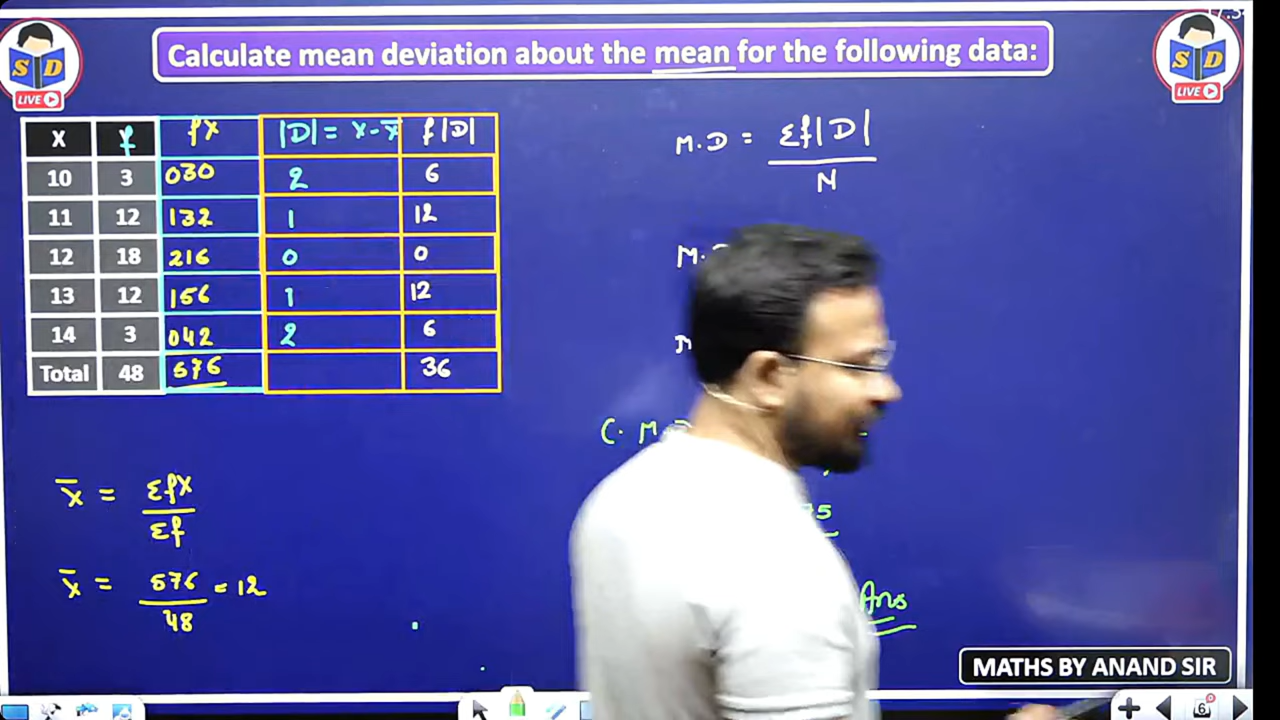 Calculate mean deviation about the mean for the following data:
S D
LIVE
S D
LIVE
X f fX |D| = X-X̄ f|D|
10 3 030 2 6
11 12 132 1 12
12 18 216 0 0
13 12 156 1 12
14 3 042 2 6
Total 48 576 36
M.D = Σf|D|
N
C. M.D
Ans
X̄ = ΣfX
Σf
X̄ = 576 = 12
48
MATHS BY ANAND SIR
6